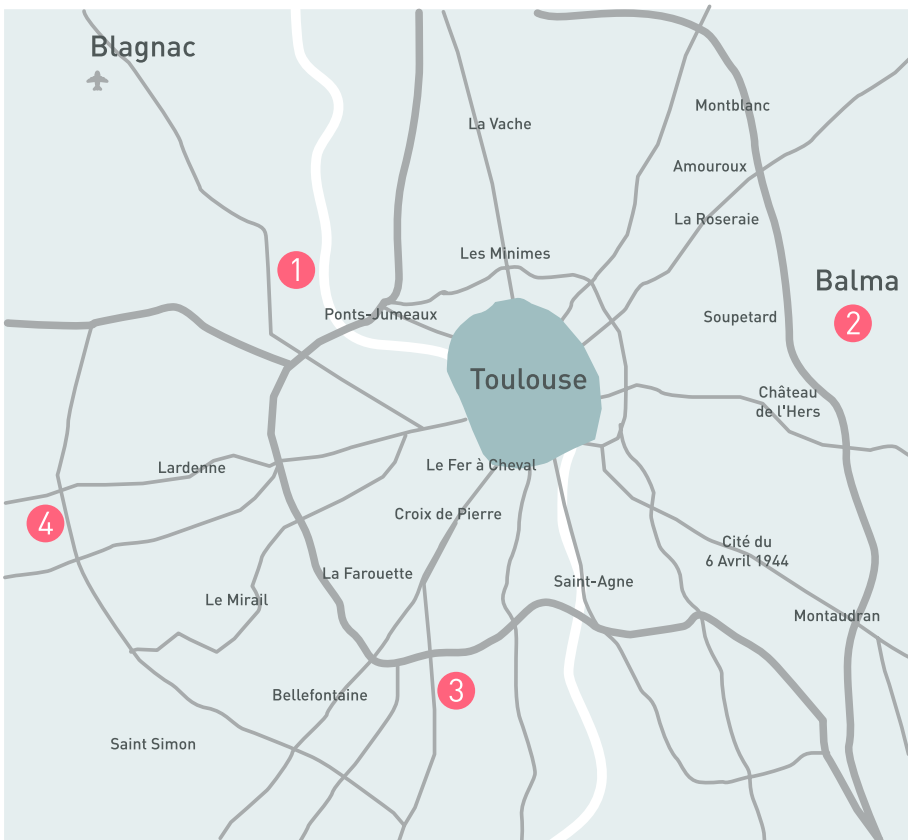 Blagnac
Montblanc
La Vache
Amouroux
La Roseraie
Les Minimes
1
Balma
2
Ponts-Jumeaux
Soupetard
Toulouse
Château
de l'Hers
Le Fer à Cheval
Lardenne
Croix de Pierre
4
Cité du
6 Avril 1944
La Farouette
Saint-Agne
Le Mirail
Montaudran
3
Bellefontaine
Saint Simon